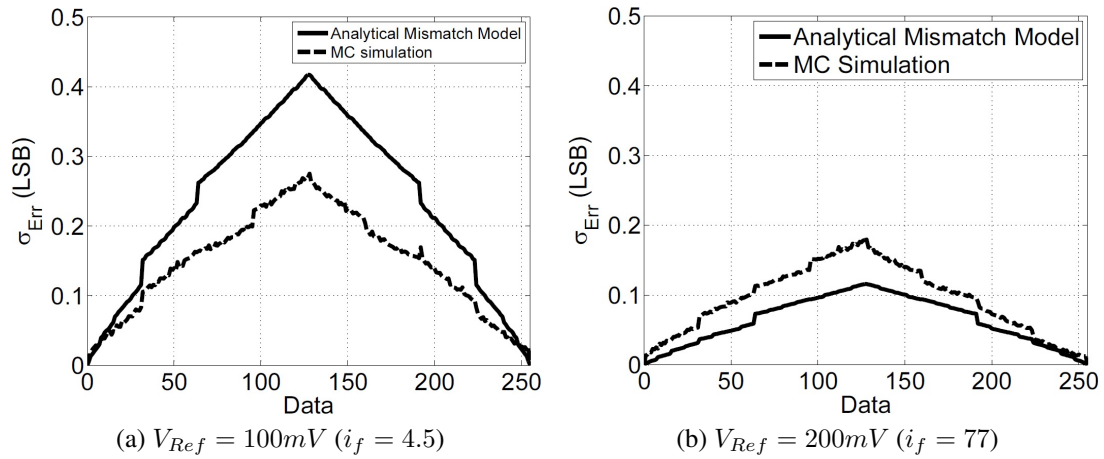 0.5
0.4
0.3
0.2
0.1
0
σErr (LSB)
0 50 100 150 200 250
Data
Analytical Mismatch Model
MC simulation
(a) VRef = 100mV (if = 4.5)
0.5
0.4
0.3
0.2
0.1
0
σErr (LSB)
0 50 100 150 200 250
Data
Analytical Mismatch Model
MC Simulation
(b) VRef = 200mV (if = 77)